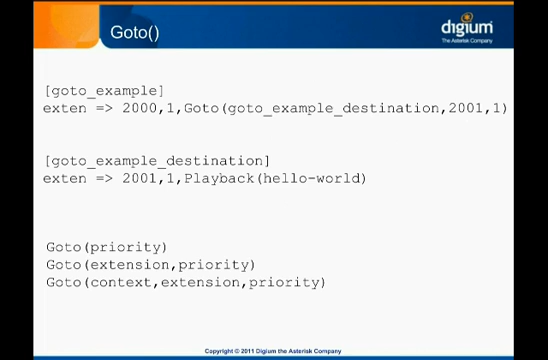 Goto()
digium
The Asterisk Company
[goto_example]
exten => 2000,1,Goto(goto_example_destination,2001,1)
[goto_example_destination]
exten => 2001,1,Playback(hello-world)
Goto(priority)
Goto(extension,priority)
Goto(context,extension,priority)
Copyright © 2011 Digium the Asterisk Company